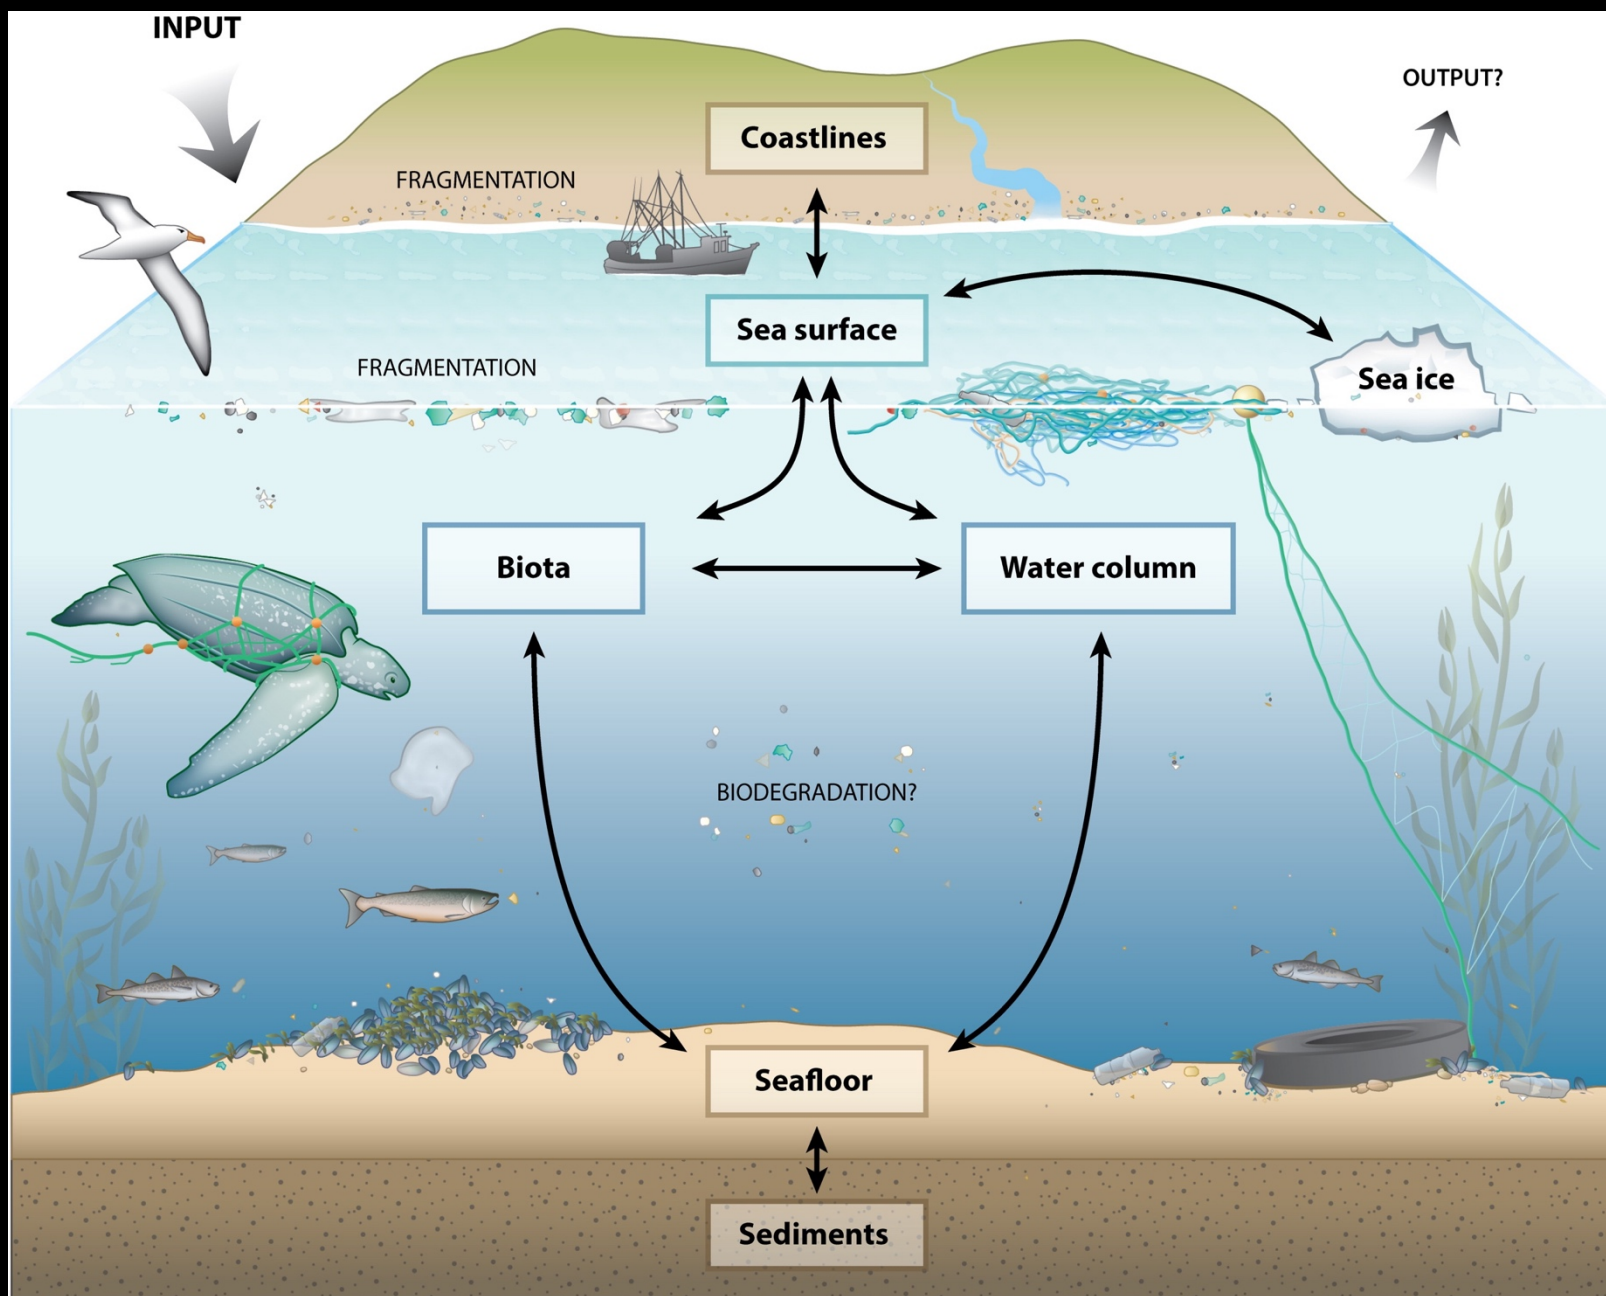 INPUT
OUTPUT?
Coastlines
FRAGMENTATION
Sea surface
FRAGMENTATION
Sea ice
Biota
Water column
BIODEGRADATION?
Seafloor
Sediments